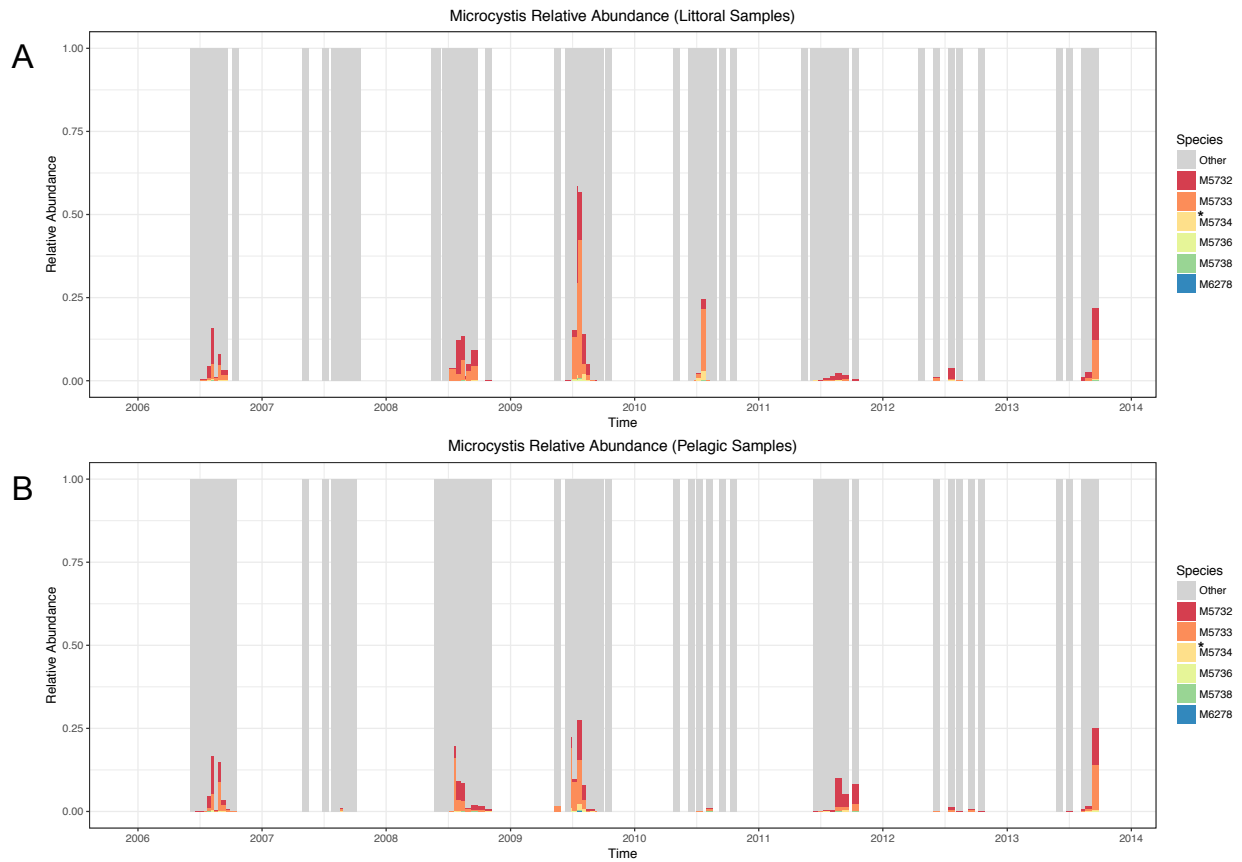 Microcystis Relative Abundance (Littoral Samples)
A
1.00
0.75
0.50
0.25
0.00
Relative Abundance
2006 2007 2008 2009 2010 2011 2012 2013 2014
Time
Species
Other
M5732
M5733
*
M5734
M5736
M5738
M6278
Microcystis Relative Abundance (Pelagic Samples)
B
1.00
0.75
0.50
0.25
0.00
Relative Abundance
2006 2007 2008 2009 2010 2011 2012 2013 2014
Time
Species
Other
M5732
M5733
*
M5734
M5736
M5738
M6278